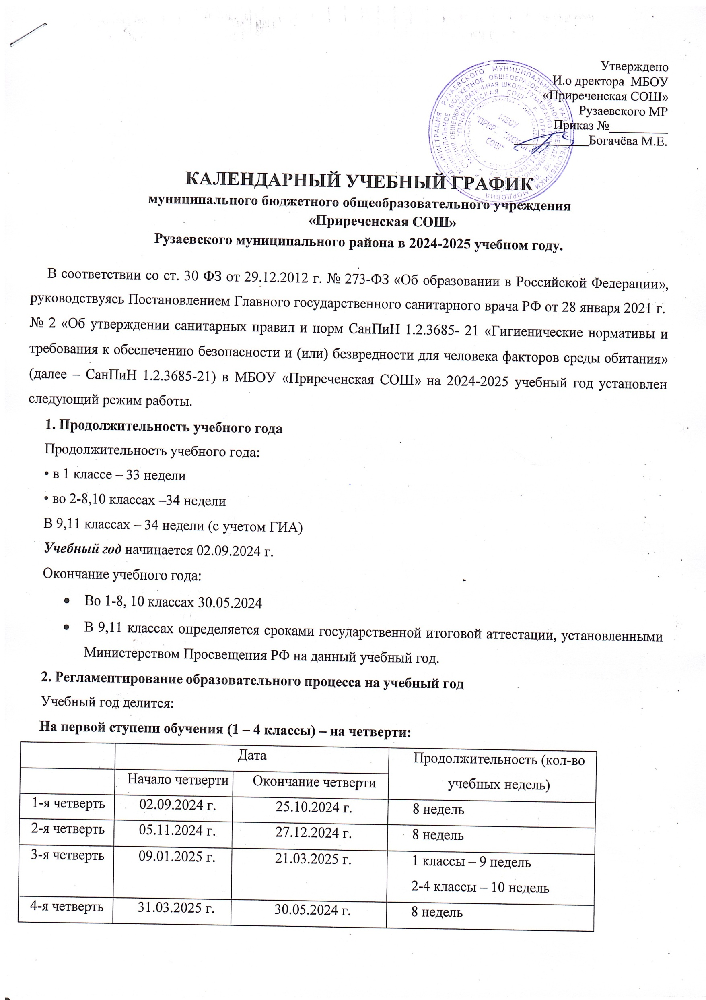 Утверждено
И.о дректора МБОУ
«Приреченская СОШ»
Рузаевского МР
Приказ №_________
___________Богачёва М.Е.
КАЛЕНДАРНЫЙ УЧЕБНЫЙ ГРАФИК
муниципального бюджетного общеобразовательного учреждения
«Приреченская СОШ»
Рузаевского муниципального района в 2024-2025 учебном году.
В соответствии со ст. 30 ФЗ от 29.12.2012 г. № 273-ФЗ «Об образовании в Российской Федерации»,
руководствуясь Постановлением Главного государственного санитарного врача РФ от 28 января 2021 г.
№ 2 «Об утверждении санитарных правил и норм СанПиН 1.2.3685- 21 «Гигиенические нормативы и
требования к обеспечению безопасности и (или) безвредности для человека факторов среды обитания»
(далее – СанПиН 1.2.3685-21) в МБОУ «Приреченская СОШ» на 2024-2025 учебный год установлен
следующий режим работы.
1. Продолжительность учебного года
Продолжительность учебного года:
• в 1 классе – 33 недели
• во 2-8,10 классах –34 недели
В 9,11 классах – 34 недели (с учетом ГИА)
Учебный год начинается 02.09.2024 г.
Окончание учебного года:
• Во 1-8, 10 классах 30.05.2024
• В 9,11 классах определяется сроками государственной итоговой аттестации, установленными
Министерством Просвещения РФ на данный учебный год.
2. Регламентирование образовательного процесса на учебный год
Учебный год делится:
На первой ступени обучения (1 – 4 классы) – на четверти:
Дата Продолжительность (кол-во
Начало четверти Окончание четверти учебных недель)
1-я четверть 02.09.2024 г. 25.10.2024 г. 8 недель
2-я четверть 05.11.2024 г. 27.12.2024 г. 8 недель
3-я четверть 09.01.2025 г. 21.03.2025 г. 1 классы – 9 недель
2-4 классы – 10 недель
4-я четверть 31.03.2025 г. 30.05.2024 г. 8 недель